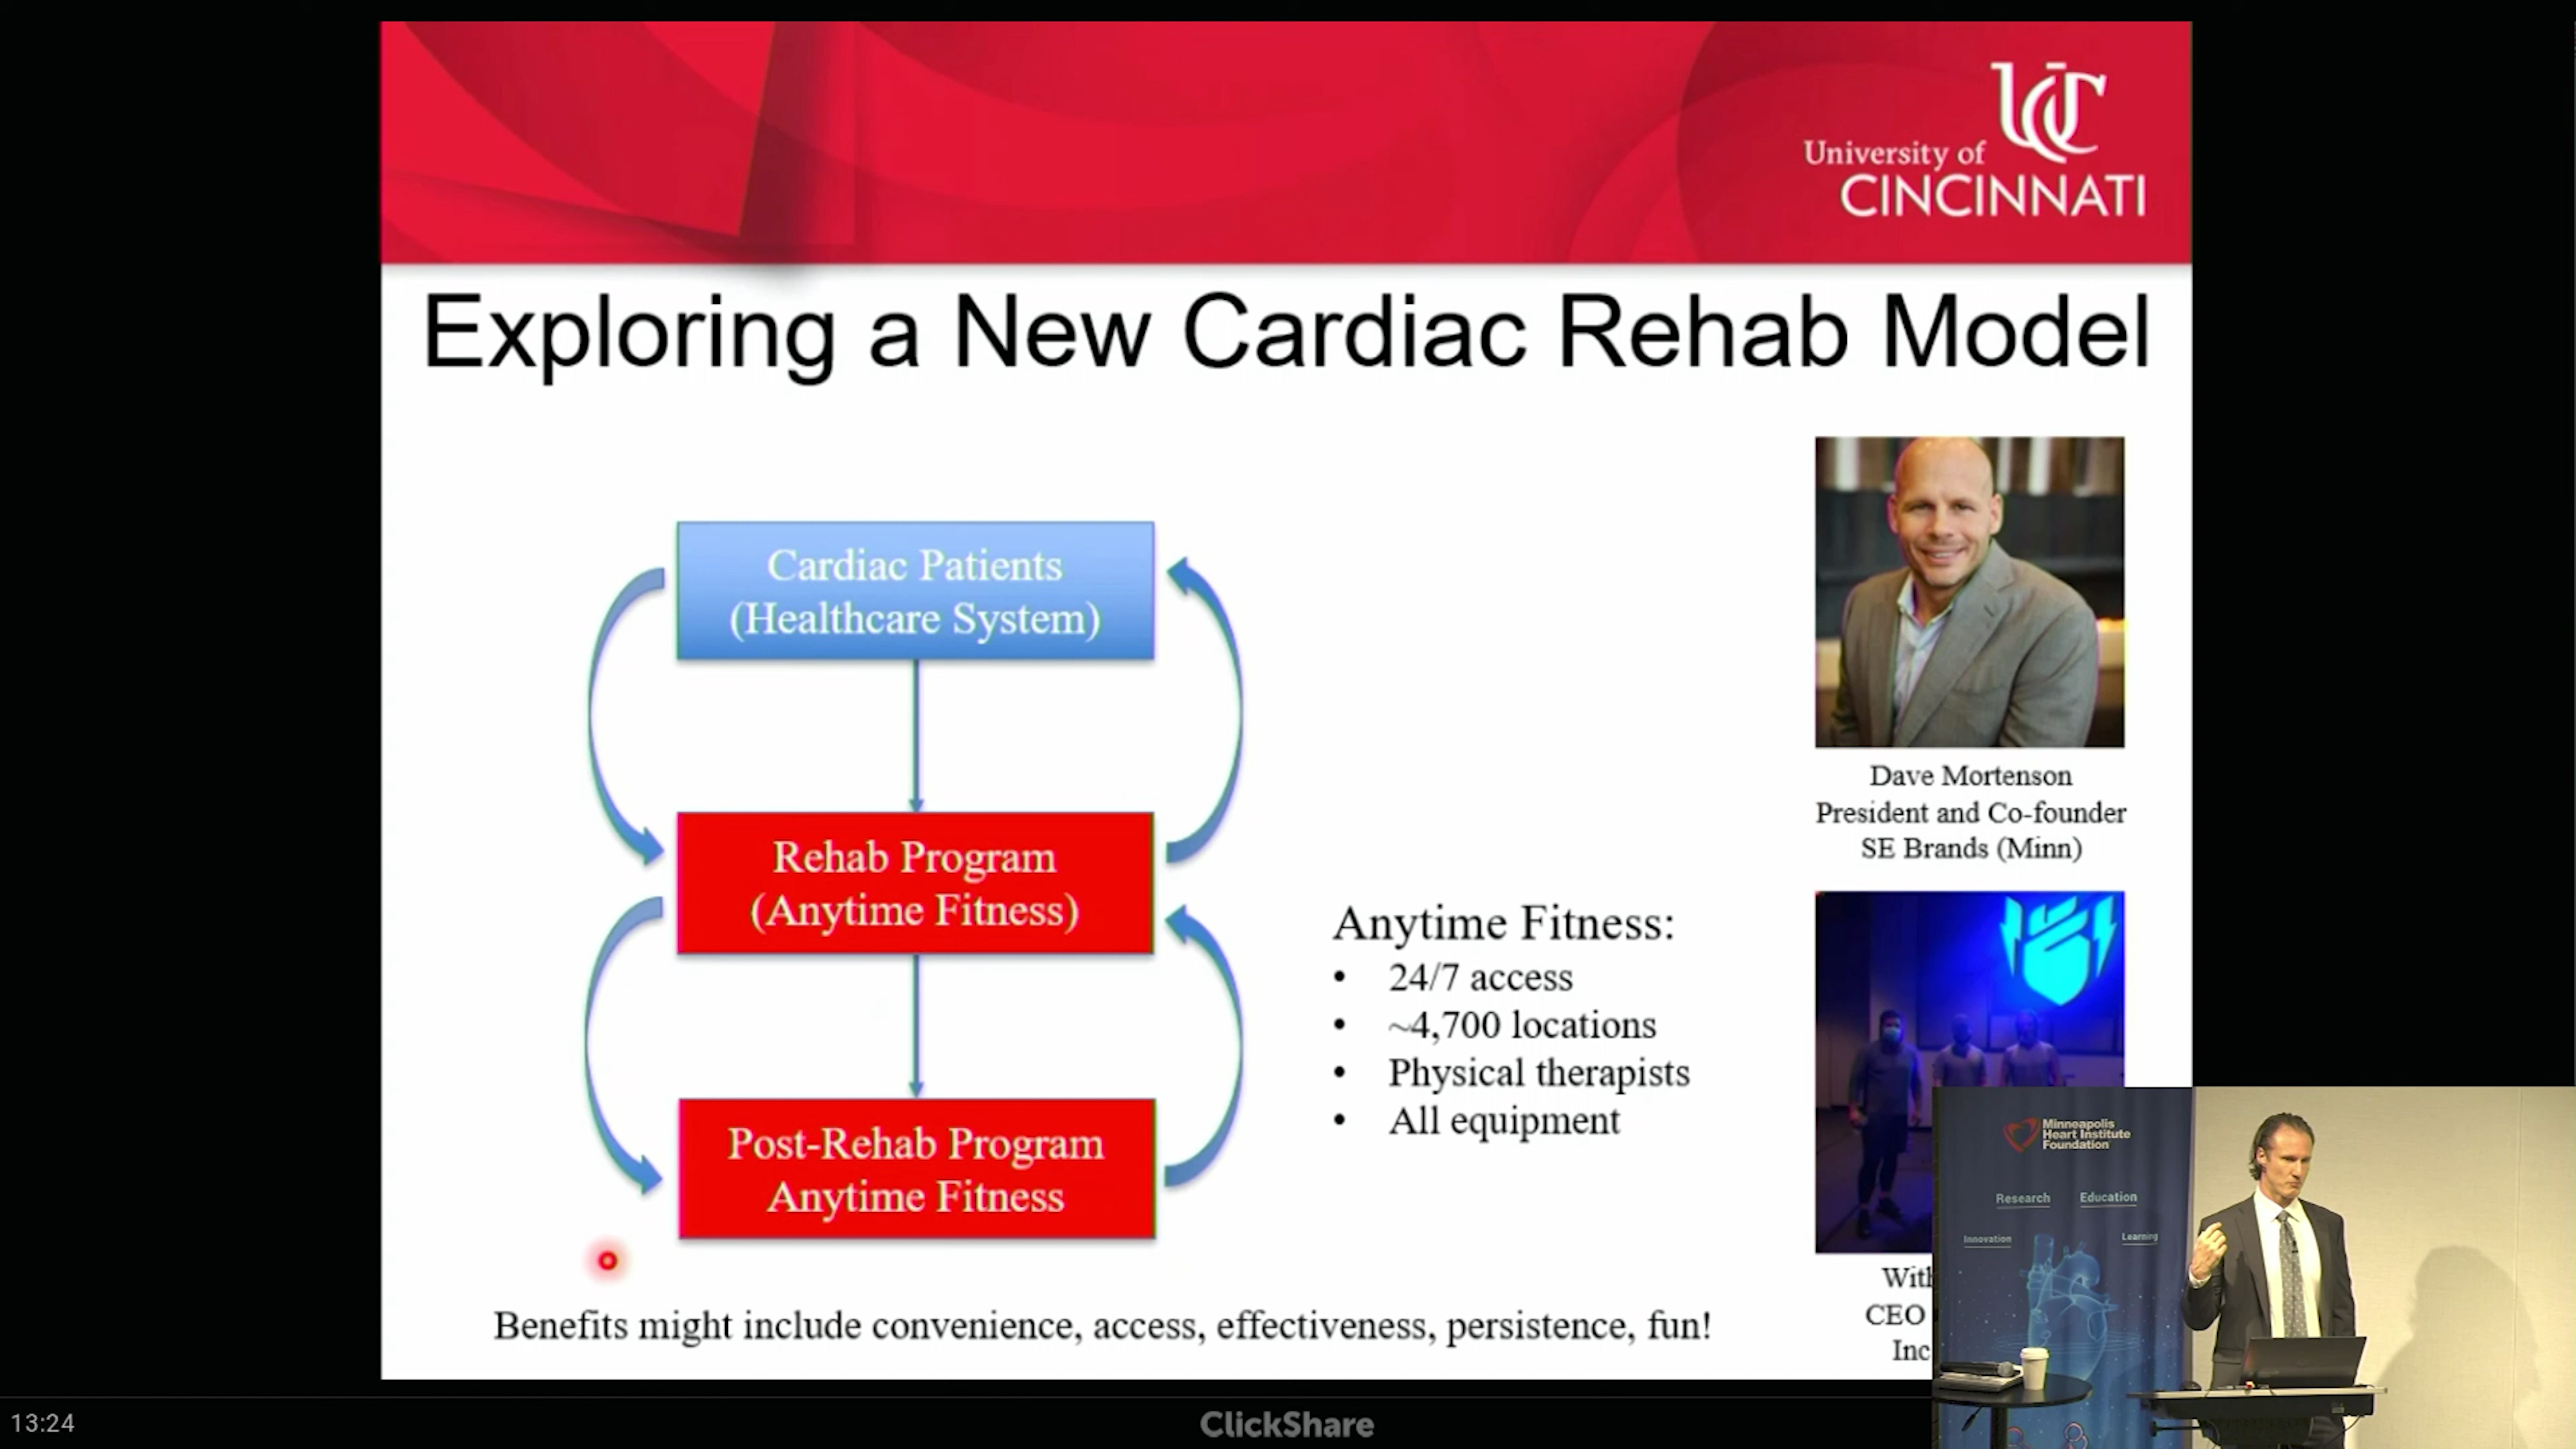 University of
CINCINNATI
Exploring a New Cardiac Rehab Model
Cardiac Patients
(Healthcare System)
Rehab Program
(Anytime Fitness)
Post-Rehab Program
Anytime Fitness
Anytime Fitness:
• 24/7 access
• ~4,700 locations
• Physical therapists
• All equipment
Benefits might include convenience, access, effectiveness, persistence, fun!
Dave Mortenson
President and Co-founder
SE Brands (Minn)
CEO
Minneapolis
Heart Institute
Foundation
Research Education
Innovation Learning
13:24
ClickShare